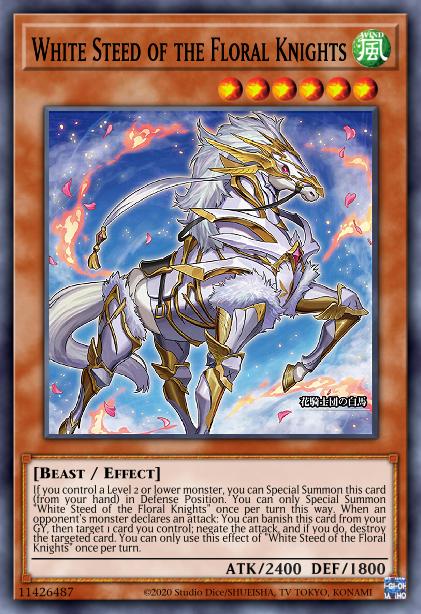 White Steed of the Floral Knights
WIND
風
花騎士団の白馬
[Beast / Effect]
If you control a Level 2 or lower monster, you can Special Summon this card
(from your hand) in Defense Position. You can only Special Summon
"White Steed of the Floral Knights" once per turn this way. When an
opponent's monster declares an attack: You can banish this card from your
GY, then target 1 card you control; negate the attack, and if you do, destroy
the targeted card. You can only use this effect of "White Steed of the Floral
Knights" once per turn.
ATK/2400 DEF/1800
11426487
©2020 Studio Dice/SHUEISHA, TV TOKYO, KONAMI